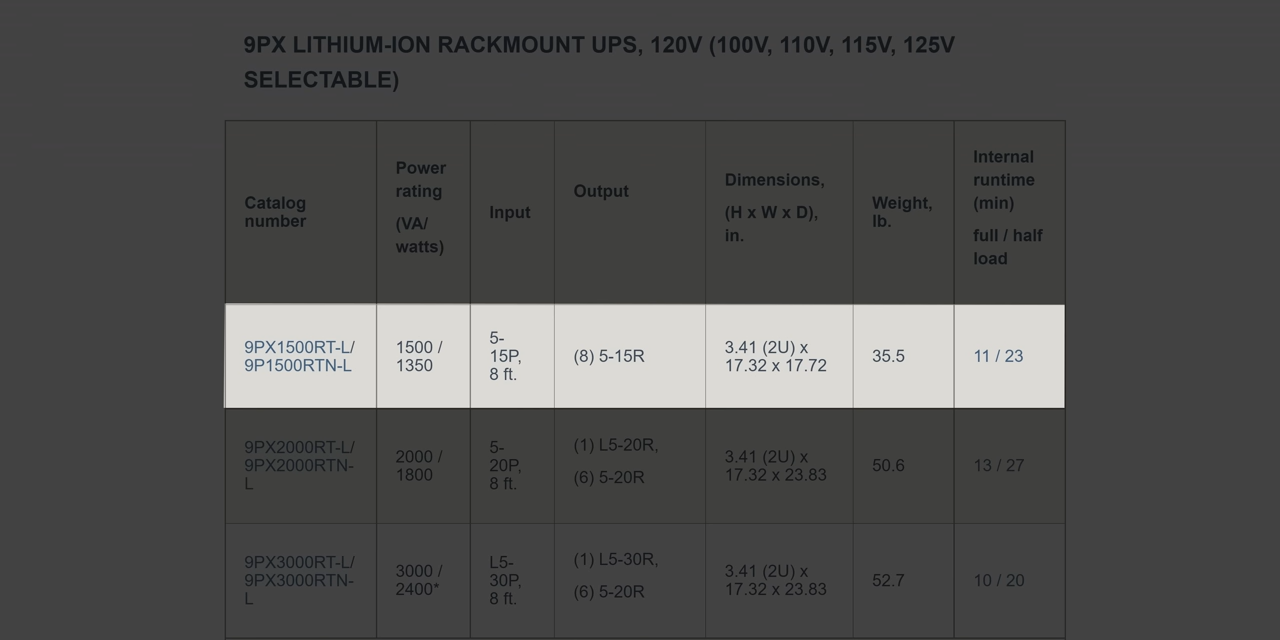 9PX LITHIUM-ION RACKMOUNT UPS, 120V (100V, 110V, 115V, 125V
SELECTABLE)
Catalog
number
Power
rating
(VA/
watts)
Input
Output
Dimensions,
(H x W x D),
in.
Weight,
lb.
Internal
runtime
(min)
full / half
load
9PX1500RT-L/
9P1500RTN-L
1500 /
1350
5-
15P,
8 ft.
(8) 5-15R
3.41 (2U) x
17.32 x 17.72
35.5
11 / 23
9PX2000RT-L/
9PX2000RTN-
L
2000 /
1800
5-
20P,
8 ft.
(1) L5-20R,
(6) 5-20R
3.41 (2U) x
17.32 x 23.83
50.6
13 / 27
9PX3000RT-L/
9PX3000RTN-
L
3000 /
2400*
L5-
30P,
8 ft.
(1) L5-30R,
(6) 5-20R
3.41 (2U) x
17.32 x 23.83
52.7
10 / 20